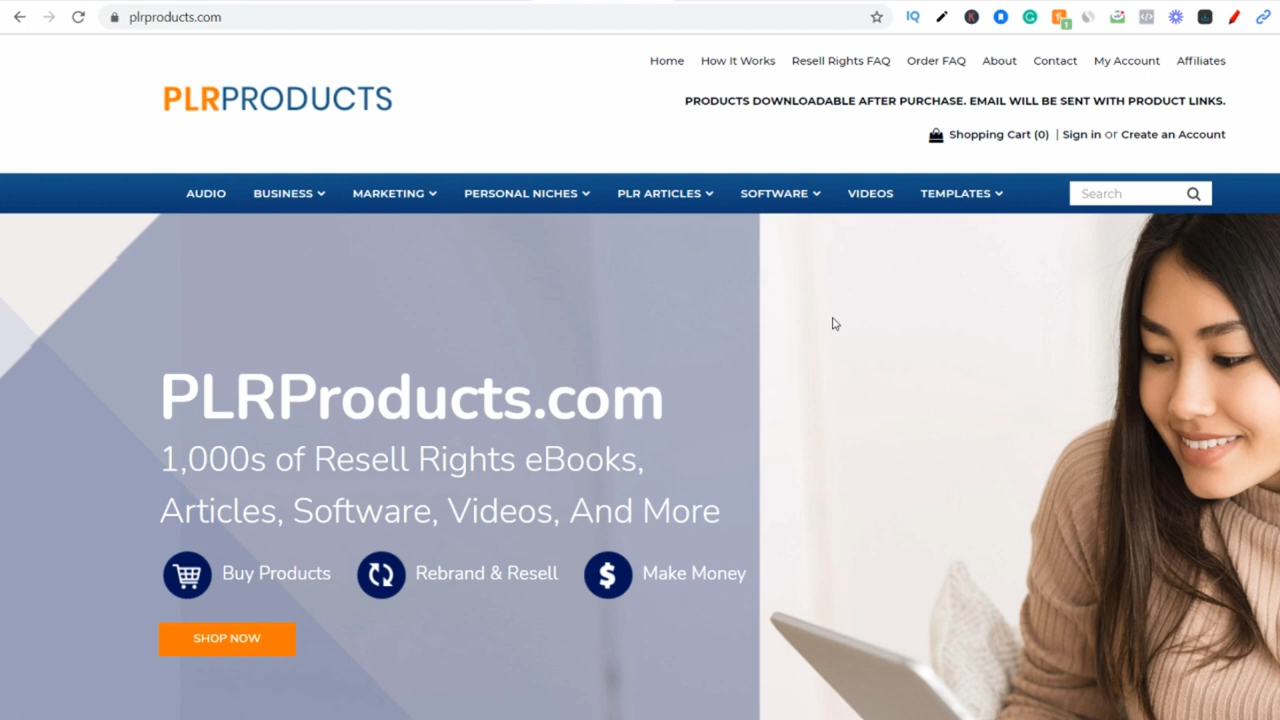 plrproducts.com
IQ
1
Home How It Works Resell Rights FAQ Order FAQ About Contact My Account Affiliates
PLRPRODUCTS
PRODUCTS DOWNLOADABLE AFTER PURCHASE. EMAIL WILL BE SENT WITH PRODUCT LINKS.
Shopping Cart (0) | Sign in or Create an Account
AUDIO BUSINESS MARKETING PERSONAL NICHES PLR ARTICLES SOFTWARE VIDEOS TEMPLATES Search
PLRProducts.com
1,000s of Resell Rights eBooks,
Articles, Software, Videos, And More
Buy Products Rebrand & Resell $ Make Money
SHOP NOW